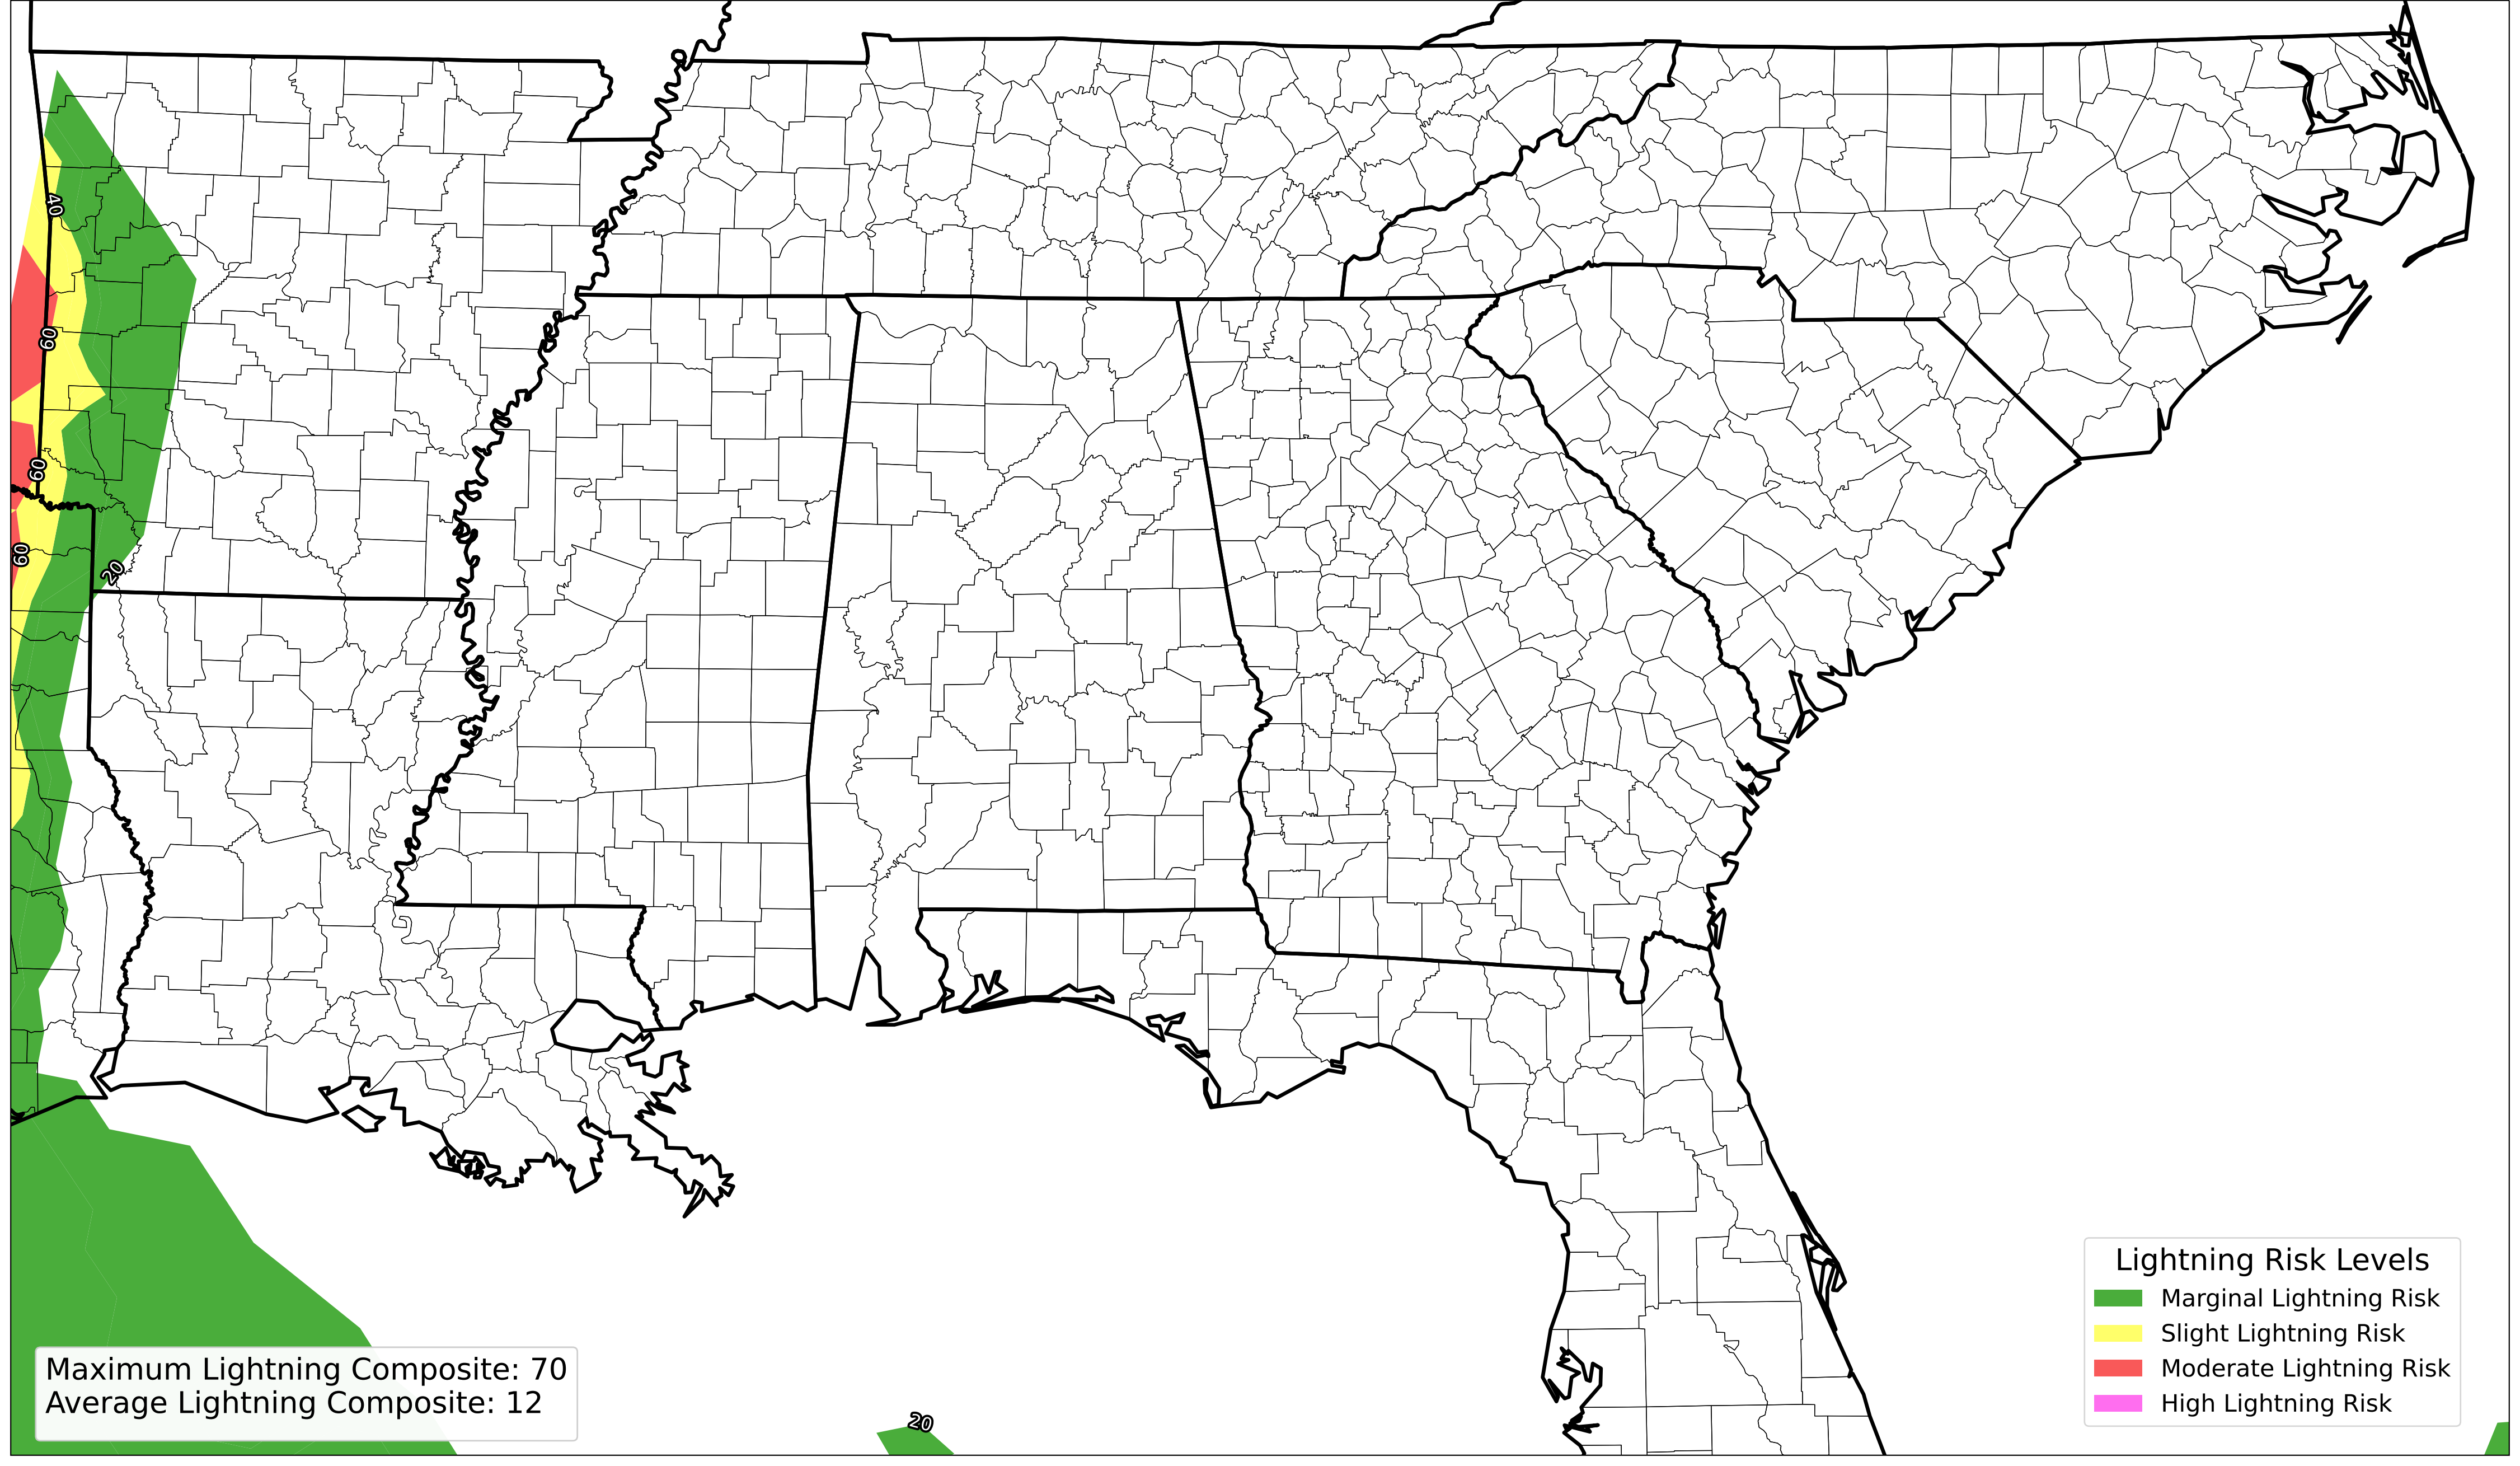 40
60
60
60
20
20
Maximum Lightning Composite: 70
Average Lightning Composite: 12
Lightning Risk Levels
Marginal Lightning Risk
Slight Lightning Risk
Moderate Lightning Risk
High Lightning Risk